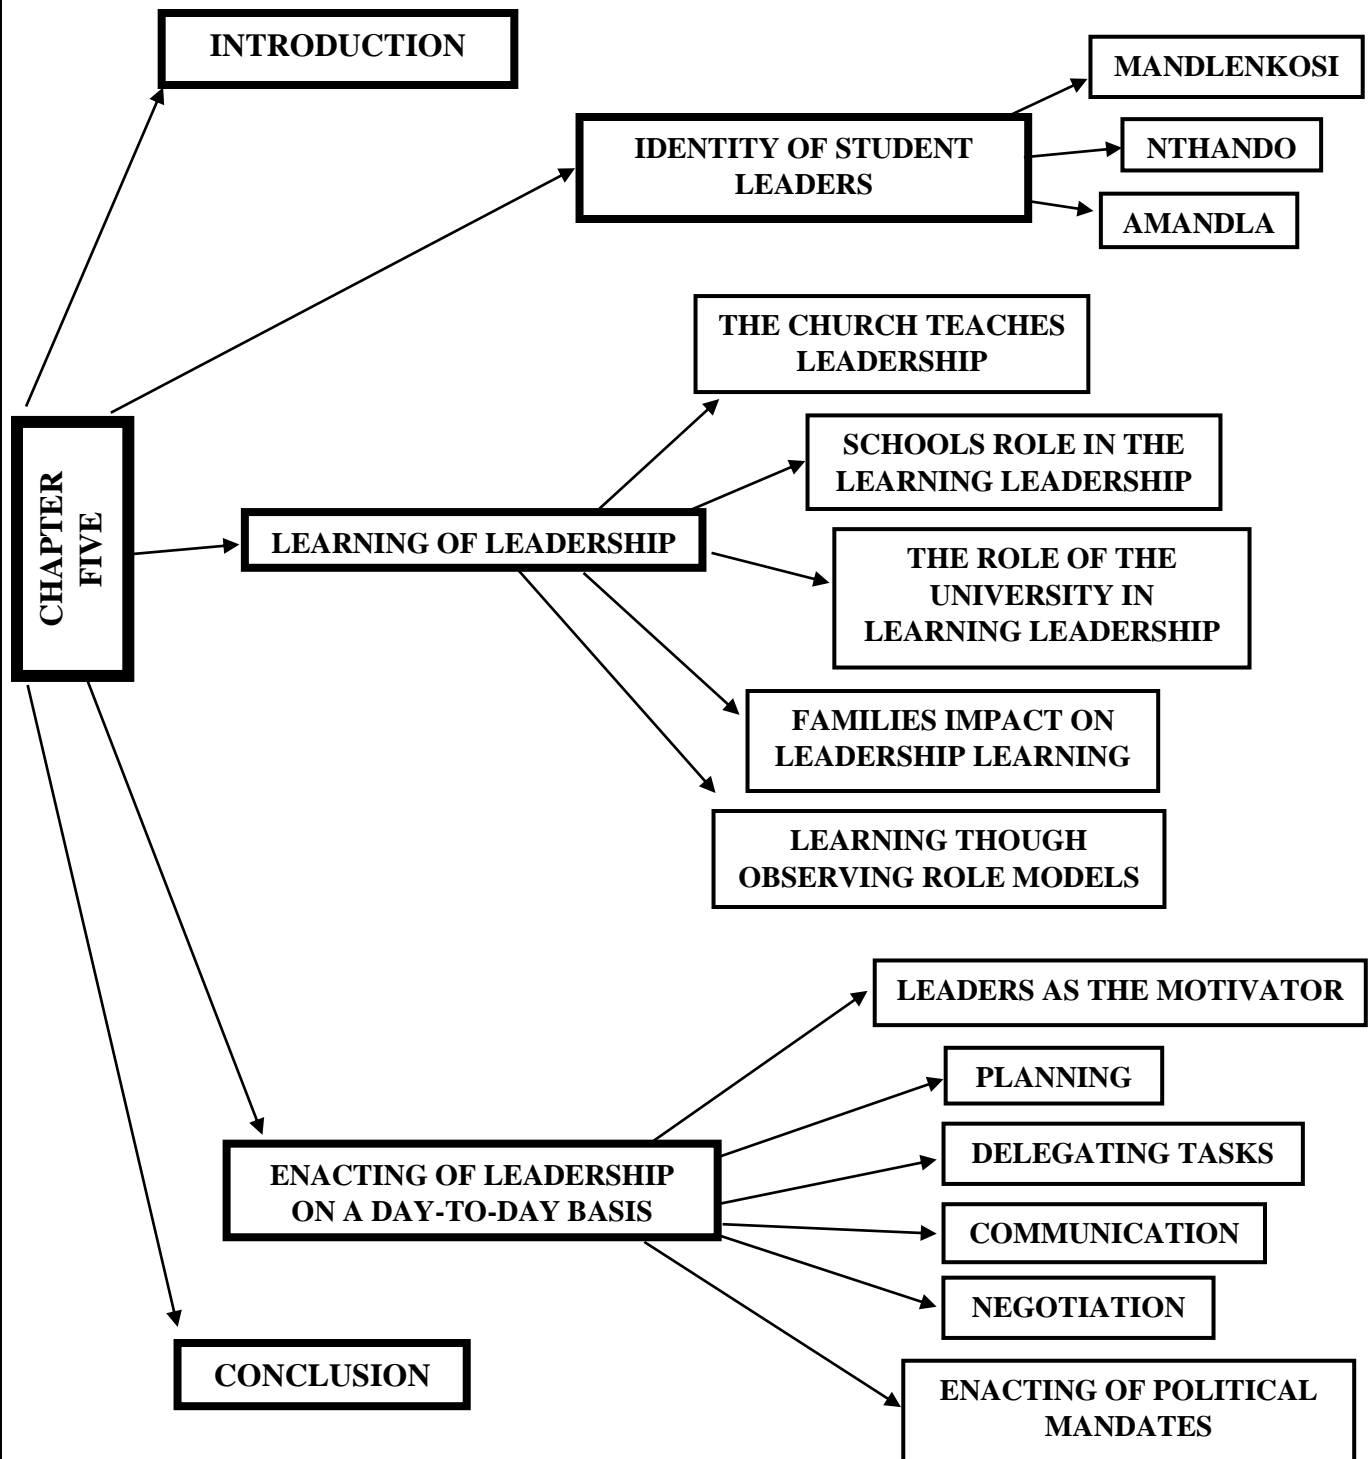 INTRODUCTION
MANDLENKOSI
IDENTITY OF STUDENT
LEADERS
NTHANDO
AMANDLA
THE CHURCH TEACHES
LEADERSHIP
SCHOOLS ROLE IN THE
LEARNING LEADERSHIP
CHAPTER
FIVE
LEARNING OF LEADERSHIP
THE ROLE OF THE
UNIVERSITY IN
LEARNING LEADERSHIP
FAMILIES IMPACT ON
LEADERSHIP LEARNING
LEARNING THOUGH
OBSERVING ROLE MODELS
LEADERS AS THE MOTIVATOR
PLANNING
ENACTING OF LEADERSHIP
ON A DAY-TO-DAY BASIS
DELEGATING TASKS
COMMUNICATION
NEGOTIATION
CONCLUSION
ENACTING OF POLITICAL
MANDATES